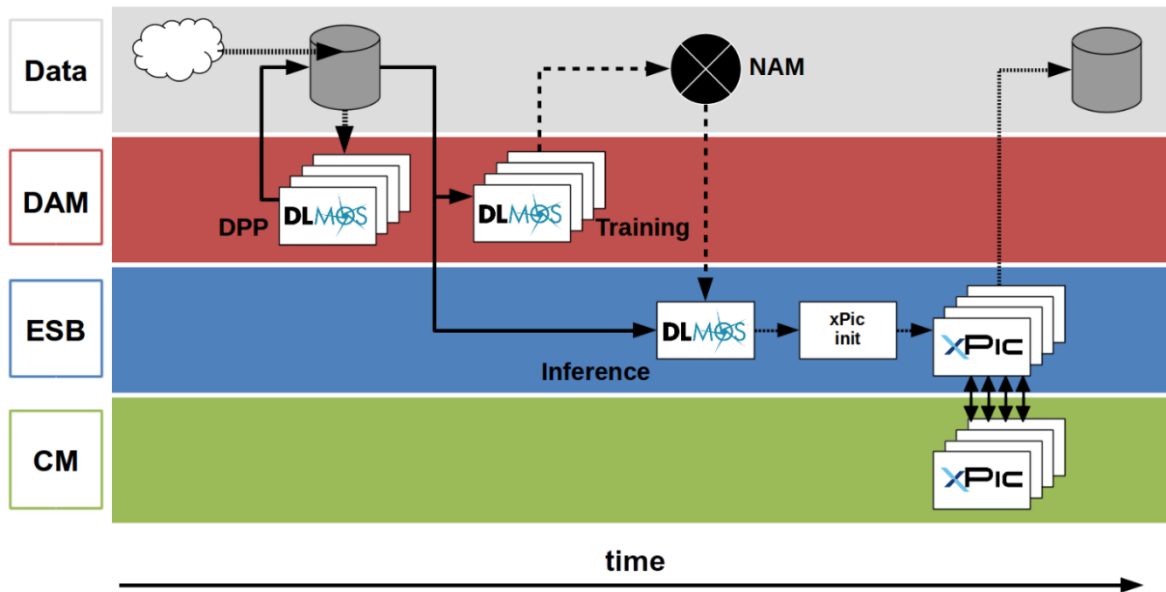 Data
NAM
DAM
DPP
DLMOS
DLMOS
Training
ESB
DLMOS
xPic
init
xPic
Inference
CM
xPic
time